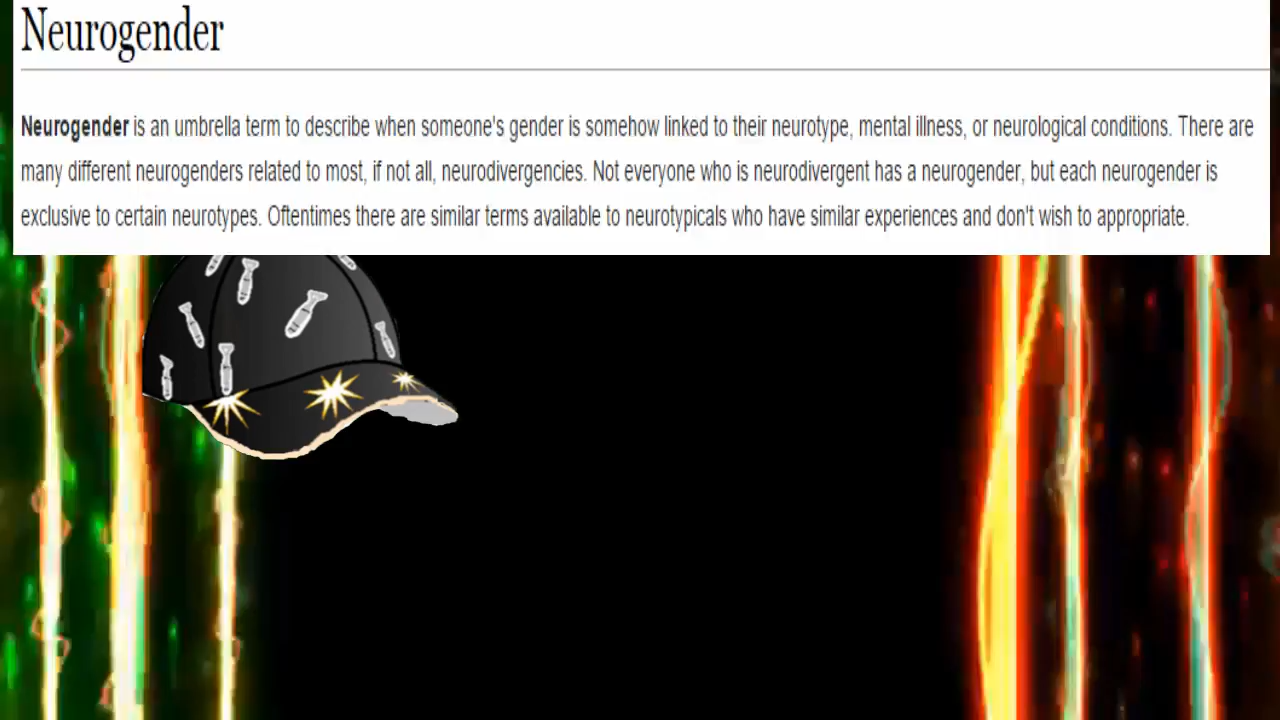 Neurogender
Neurogender is an umbrella term to describe when someone's gender is somehow linked to their neurotype, mental illness, or neurological conditions. There are
many different neurogenders related to most, if not all, neurodivergencies. Not everyone who is neurodivergent has a neurogender, but each neurogender is
exclusive to certain neurotypes. Oftentimes there are similar terms available to neurotypicals who have similar experiences and don't wish to appropriate.